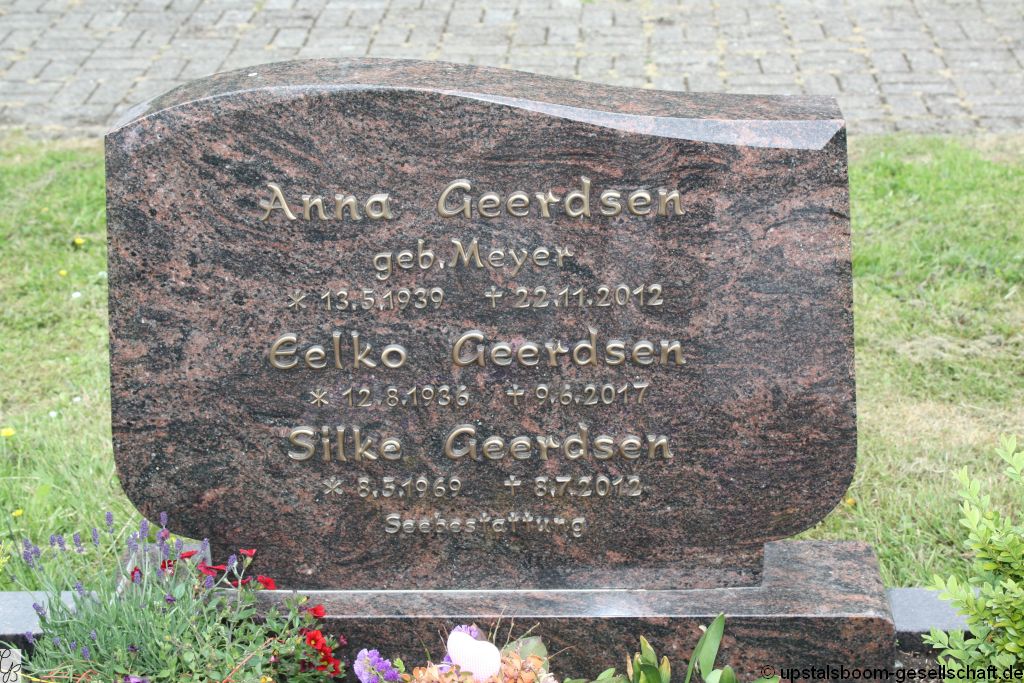 Anna Geerdsen
geb. Meyer
* 13.5.1939 † 22.11.2012
Eelko Geerdsen
* 12.8.1936 † 9.6.2017
Silke Geerdsen
* 8.5.1969 † 8.7.2012
Seebestattung
© upstalsboom-gesellschaft.de